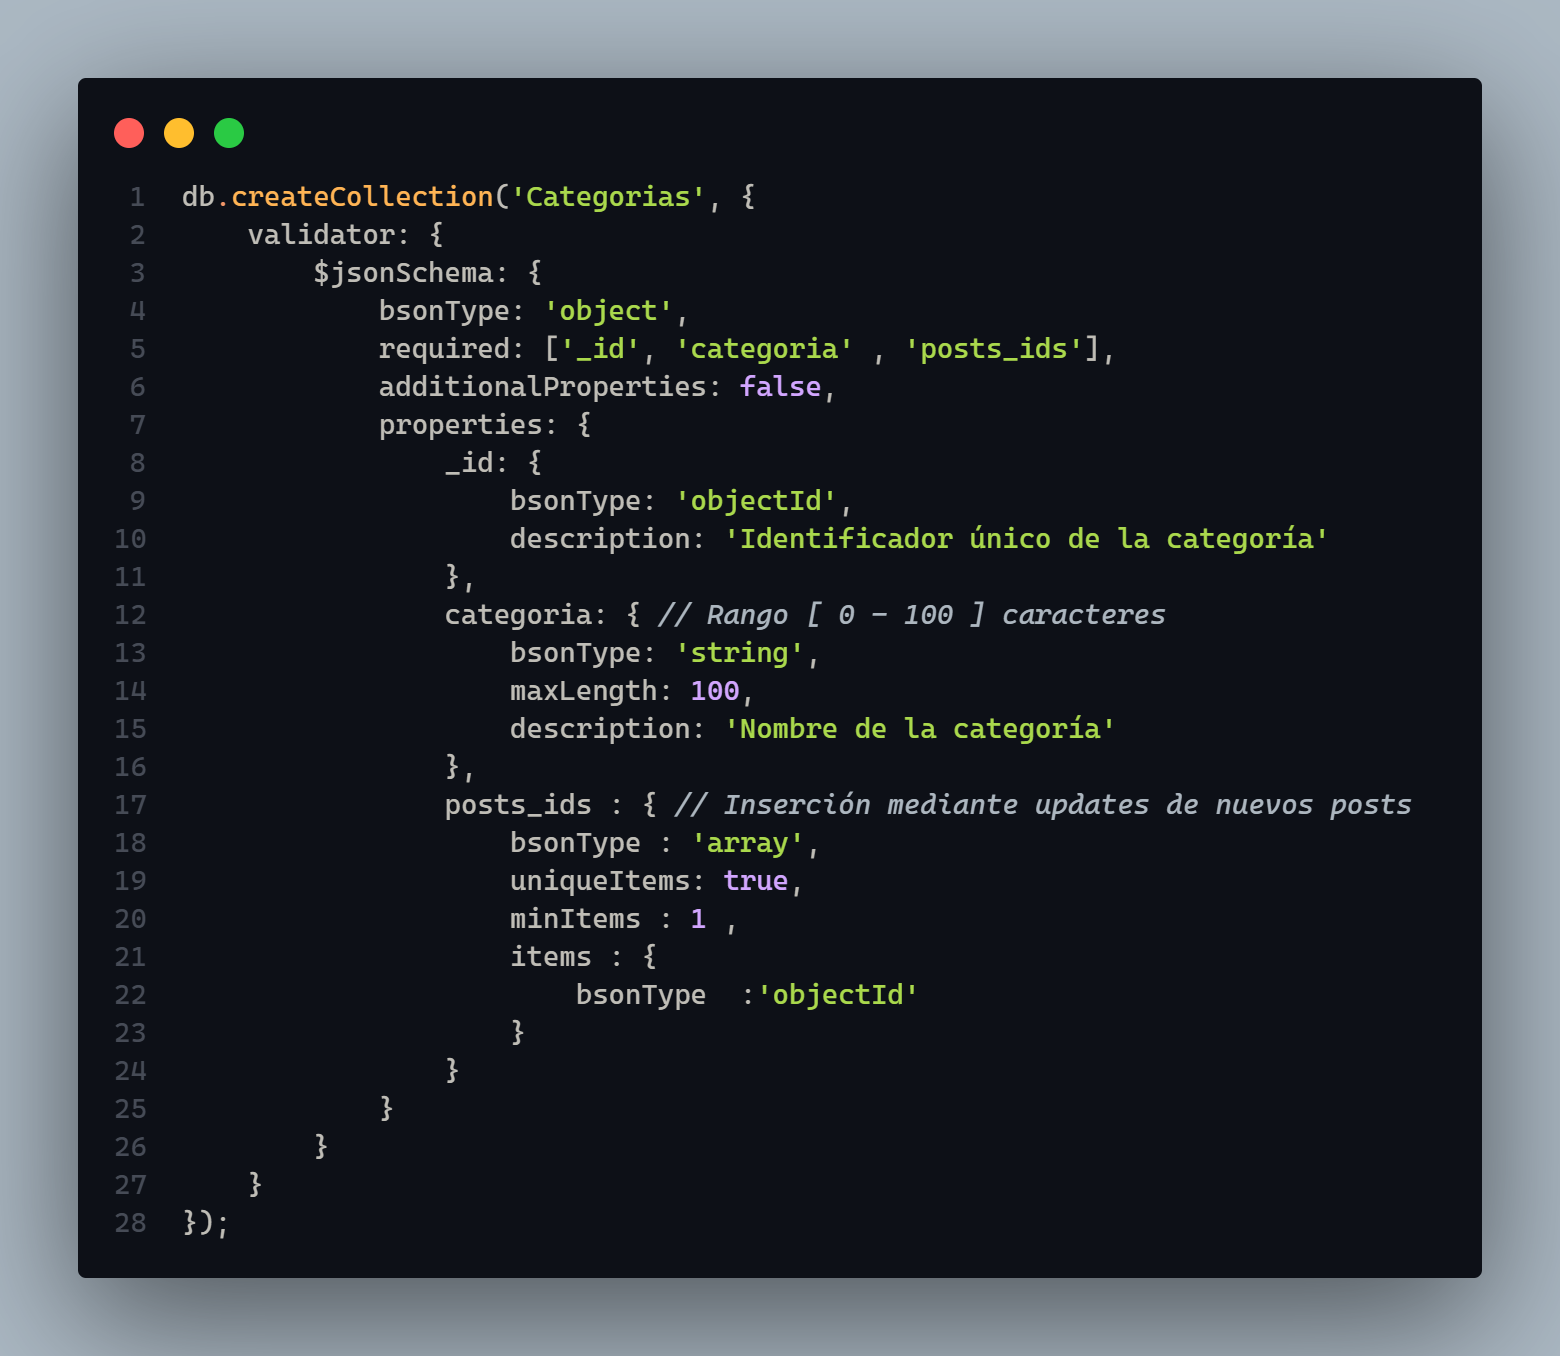 1 db.createCollection('Categorias', {
2     validator: {
3         $jsonSchema: {
4             bsonType: 'object',
5             required: ['_id', 'categoria' , 'posts_ids'],
6             additionalProperties: false,
7             properties: {
8                 _id: {
9                     bsonType: 'objectId',
10                     description: 'Identificador único de la categoría'
11                 },
12                 categoria: { // Rango [ 0 - 100 ] caracteres
13                     bsonType: 'string',
14                     maxLength: 100,
15                     description: 'Nombre de la categoría'
16                 },
17                 posts_ids : { // Inserción mediante updates de nuevos posts
18                     bsonType : 'array',
19                     uniqueItems: true,
20                     minItems : 1 ,
21                     items : {
22                         bsonType  :'objectId'
23                     }
24                 }
25             }
26         }
27     }
28 });